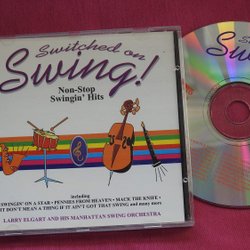 Switched on
Swing!
Non-Stop
Swingin' Hits
including
SWINGIN' ON A STAR • PENNIES FROM HEAVEN • MACK THE KNIFE •
IT DON'T MEAN A THING IF IT AIN'T GOT THAT SWING and many more
LARRY ELGART AND HIS MANHATTAN SWING ORCHESTRA